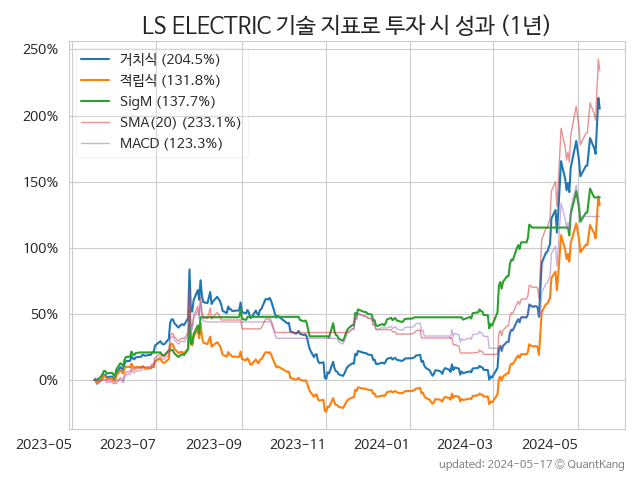 LS ELECTRIC 기술 지표로 투자 시 성과 (1년)
250%
200%
150%
100%
50%
0%
거치식 (204.5%)
적립식 (131.8%)
SigM (137.7%)
SMA(20) (233.1%)
MACD (123.3%)
2023-05 2023-07 2023-09 2023-11 2024-01 2024-03 2024-05
updated: 2024-05-17 © QuantKang